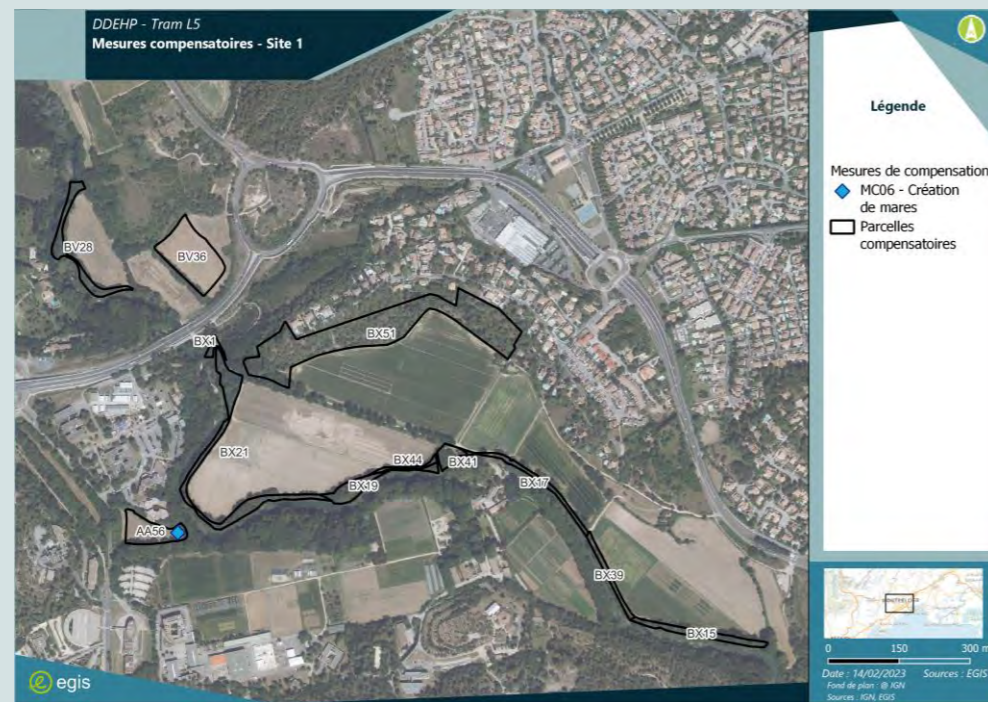 DDEHP - Tram L5
Mesures compensatoires - Site 1
Légende
Mesures de compensation
MC06 - Création
de mares
Parcelles
compensatoires
BV28
BV36
BX1
BX51
BX21
BX44
BX41
BX19
BX17
AA56
BX39
BX15
0 150 300 m
Date : 14/02/2023 Sources : EGIS
Fond de plan : @ IGN
Sources : IGN, EGIS
egis